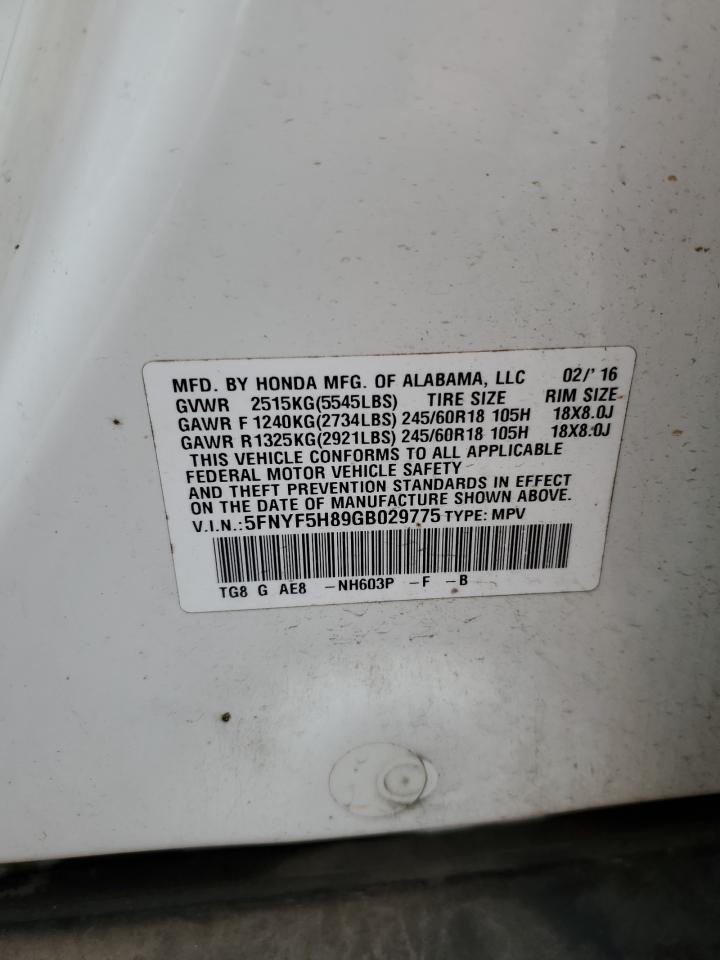 MFD. BY HONDA MFG. OF ALABAMA, LLC 02/'16
GVWR 2515KG(5545LBS) TIRE SIZE RIM SIZE
GAWR F 1240KG(2734LBS) 245/60R18 105H 18X8.0J
GAWR R1325KG(2921LBS) 245/60R18 105H 18X8.0J
THIS VEHICLE CONFORMS TO ALL APPLICABLE
FEDERAL MOTOR VEHICLE SAFETY
AND THEFT PREVENTION STANDARDS IN EFFECT
ON THE DATE OF MANUFACTURE SHOWN ABOVE.
V.I.N.:5FNYF5H89GB029775 TYPE: MPV
TG8 G AE8 -NH603P -F -B